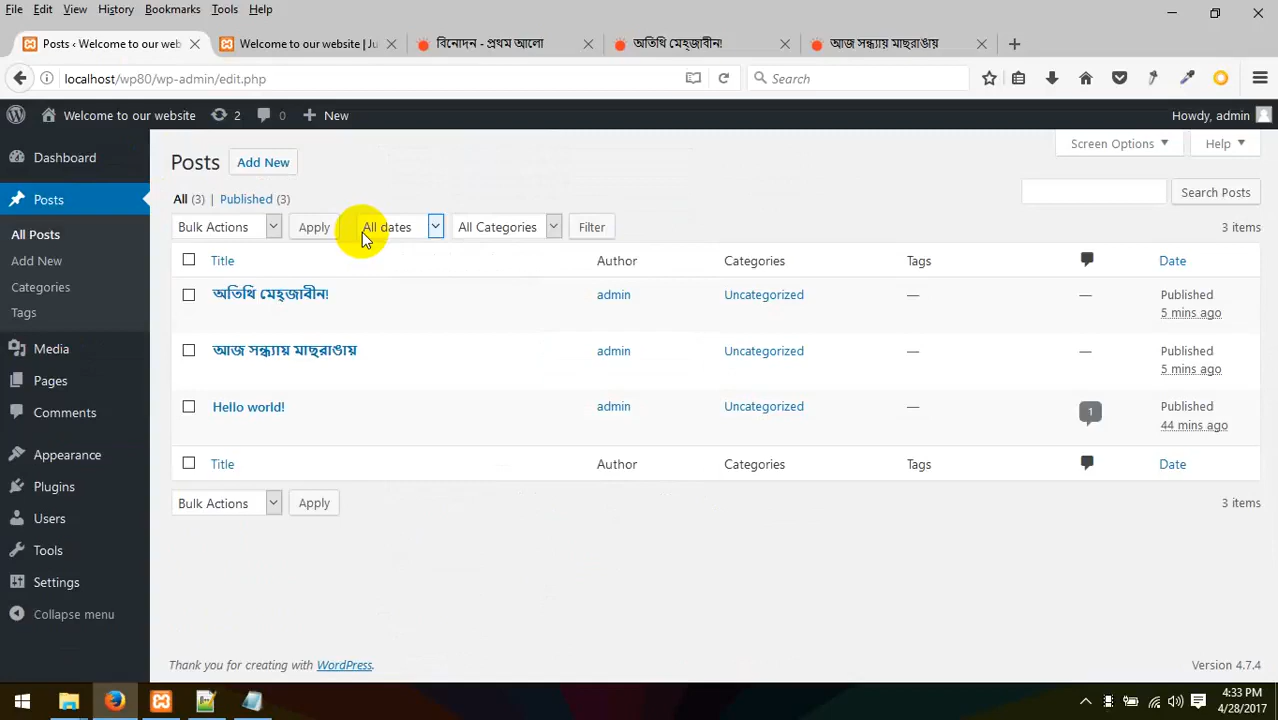 File Edit View History Bookmarks Tools Help
Posts ‹ Welcome to our web Welcome to our website | Ju বিনোদন - প্রথম আলো অতিথি মেহ্‌জাবীন! আজ সন্ধ্যায় মাছরাঙায়
localhost/wp80/wp-admin/edit.php Search
Welcome to our website 2 0 New Howdy, admin
Screen Options Help
Dashboard
Posts
All Posts
Add New
Categories
Tags
Media
Pages
Comments
Appearance
Plugins
Users
Tools
Settings
Collapse menu
Posts Add New
All (3) | Published (3)
Search Posts
Bulk Actions Apply All dates All Categories Filter 3 items
Title Author Categories Tags Date
অতিথি মেহ্‌জাবীন! admin Uncategorized — — Published
5 mins ago
আজ সন্ধ্যায় মাছরাঙায় admin Uncategorized — — Published
5 mins ago
Hello world! admin Uncategorized — 1 Published
44 mins ago
Title Author Categories Tags Date
Bulk Actions Apply 3 items
Thank you for creating with WordPress. Version 4.7.4
4:33 PM
4/28/2017